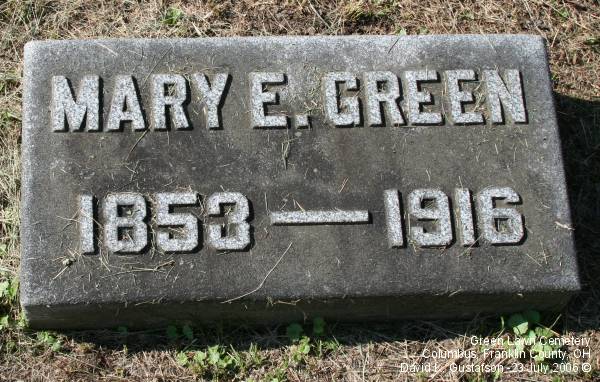 MARY E. GREEN
1853 — 1916
Green Lawn Cemetery
Columbus, Franklin County, OH
David L. Gustafson -23 July 2006 ©